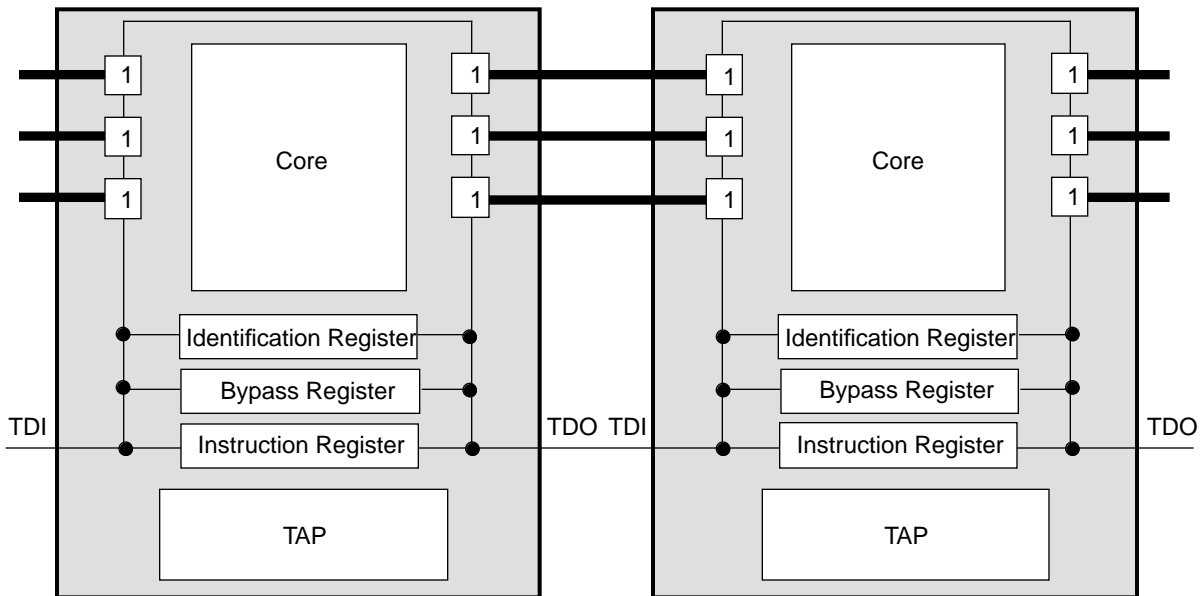 1 1 1 1
1 1 1 1
1 1 1 1
Core Core
Identification Register Identification Register
Bypass Register Bypass Register
TDI Instruction Register TDO TDI Instruction Register TDO
TAP TAP